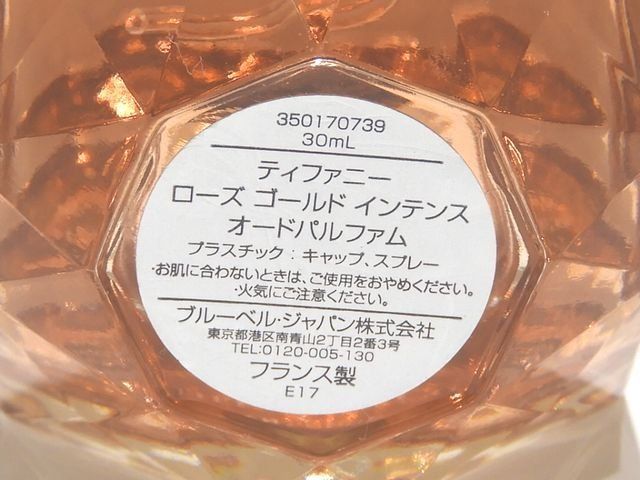 350170739
30mL
ティファニー
ローズ ゴールド インテンス
オードパルファム
プラスチック : キャップ、スプレー
･お肌に合わないときは、ご使用をおやめください。
･火気にご注意ください。
ブルーベル･ジャパン株式会社
東京都港区南青山2丁目2番3号
TEL:0120-005-130
フランス製
E17